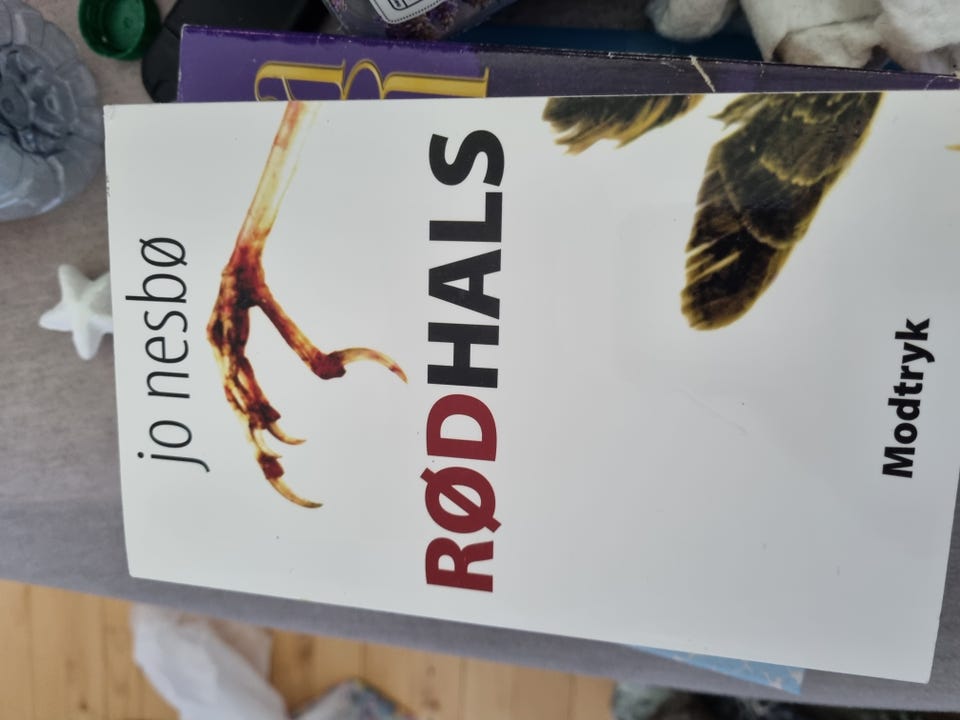 jo nesbø
RØDHALS
Modtryk